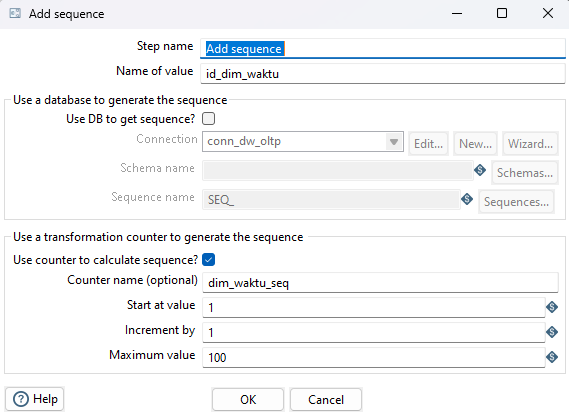 Add sequence
Step name Add sequence
Name of value id_dim_waktu
Use a database to generate the sequence
Use DB to get sequence?
Connection conn_dw_oltp Edit... New... Wizard...
Schema name Schemas...
Sequence name SEQ_ Sequences...
Use a transformation counter to generate the sequence
Use counter to calculate sequence?
Counter name (optional) dim_waktu_seq
Start at value 1
Increment by 1
Maximum value 100
Help OK Cancel